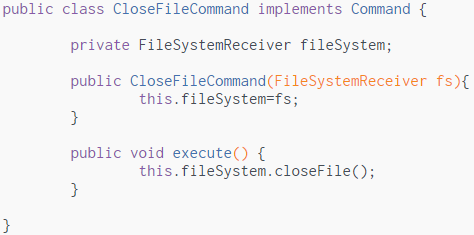 public class CloseFileCommand implements Command {
private FileSystemReceiver fileSystem;
public CloseFileCommand(FileSystemReceiver fs){
this.fileSystem=fs;
}
public void execute() {
this.fileSystem.closeFile();
}
}